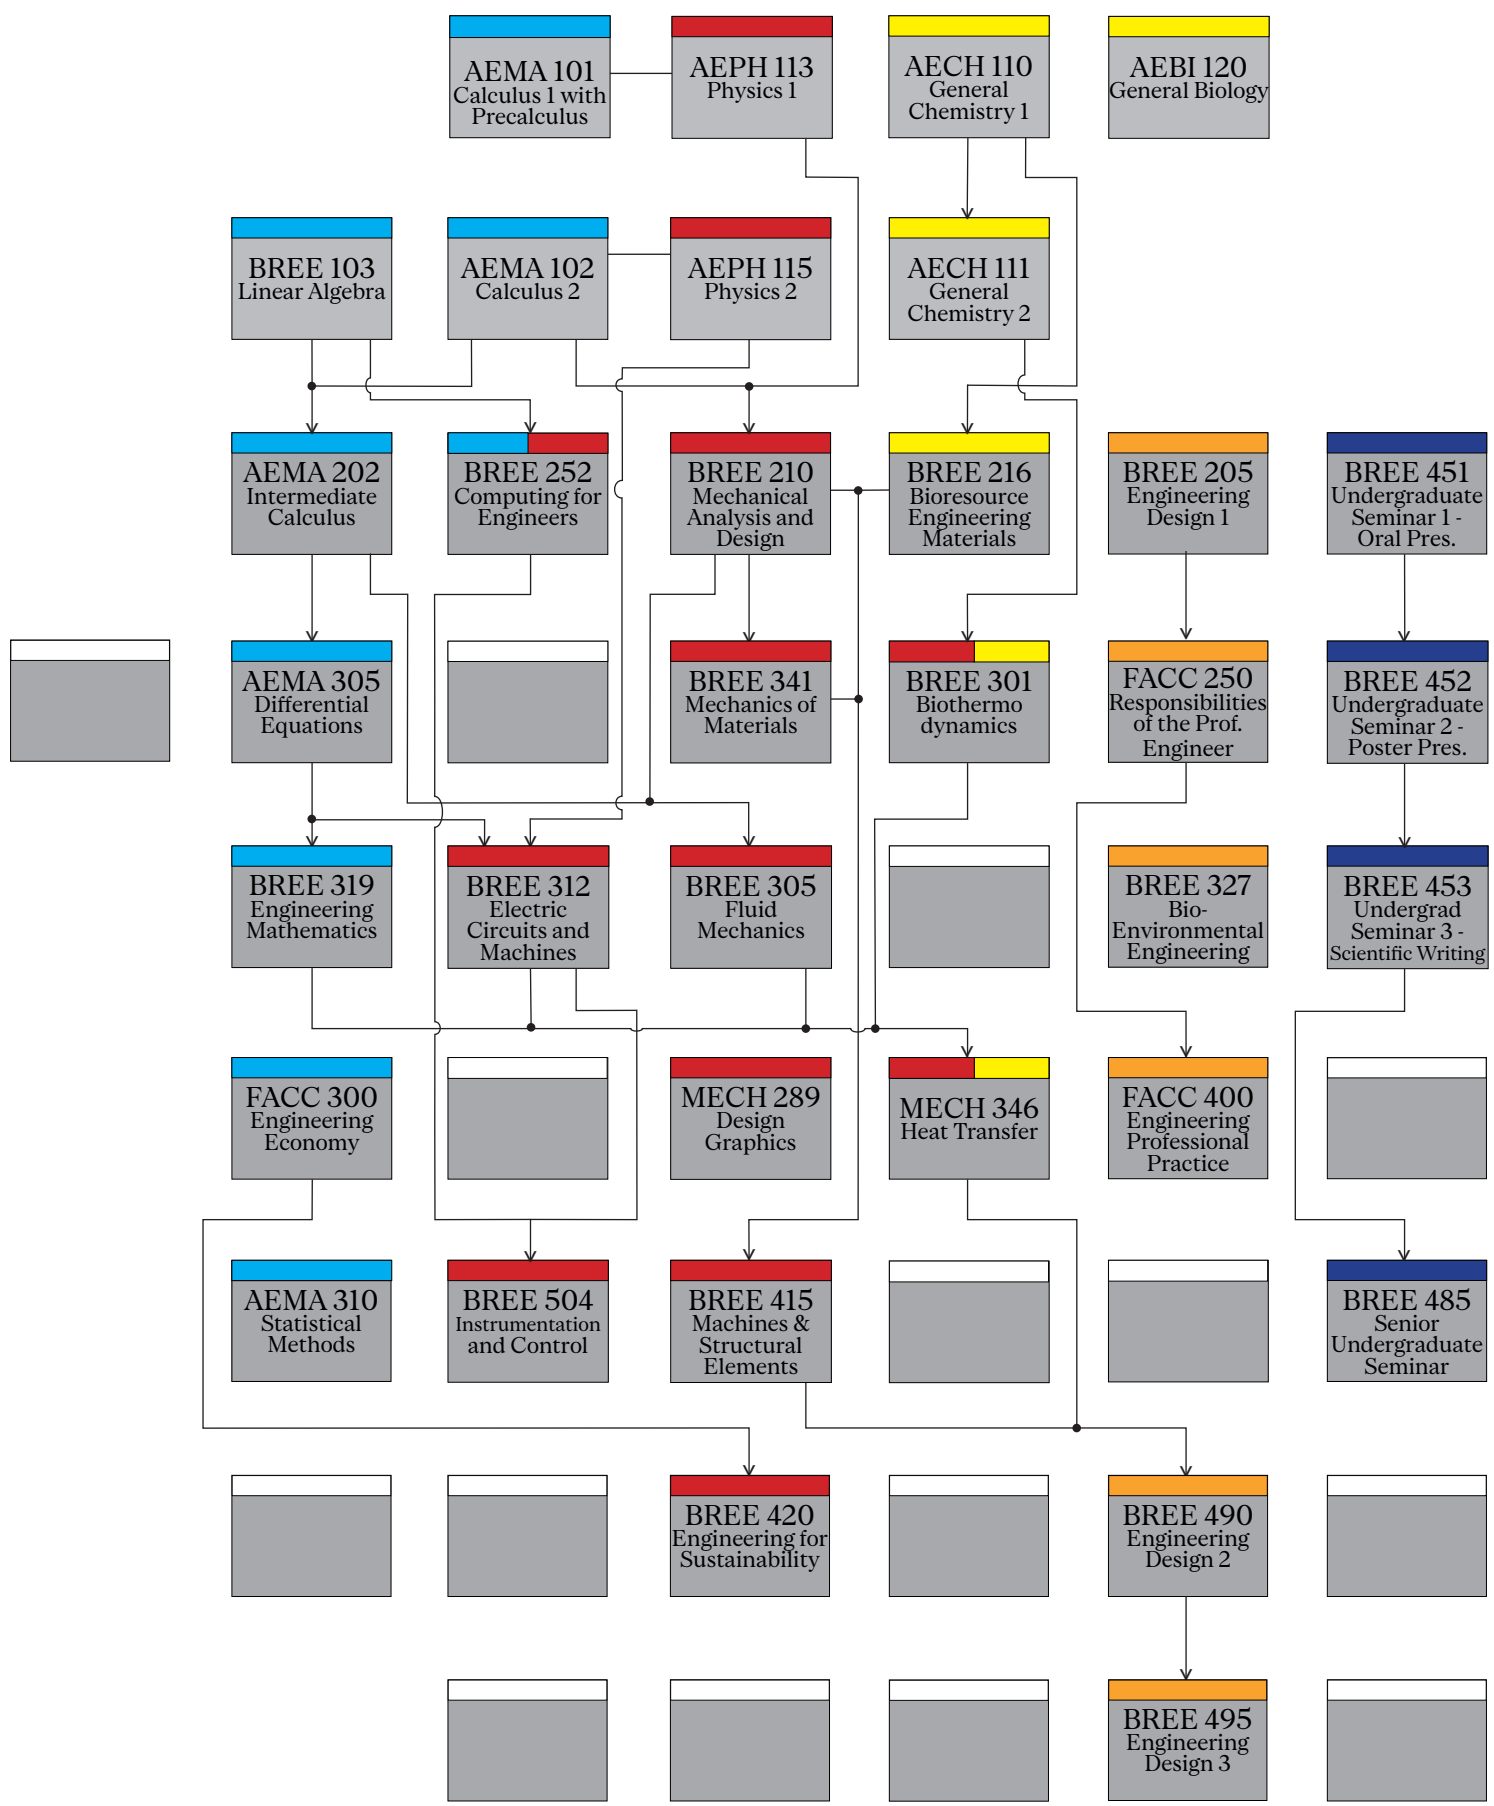 AEMA 101
Calculus 1 with
Precalculus
AEPH 113
Physics 1
AECH 110
General
Chemistry 1
AEBI 120
General Biology
BREE 103
Linear Algebra
AEMA 102
Calculus 2
AEPH 115
Physics 2
AECH 111
General
Chemistry 2
AEMA 202
Intermediate
Calculus
BREE 252
Computing for
Engineers
BREE 210
Mechanical
Analysis and
Design
BREE 216
Bioresource
Engineering
Materials
BREE 205
Engineering
Design 1
BREE 451
Undergraduate
Seminar 1 -
Oral Pres.
AEMA 305
Differential
Equations
BREE 341
Mechanics of
Materials
BREE 301
Biothermo
dynamics
FACC 250
Responsibilities
of the Prof.
Engineer
BREE 452
Undergraduate
Seminar 2 -
Poster Pres.
BREE 319
Engineering
Mathematics
BREE 312
Electric
Circuits and
Machines
BREE 305
Fluid
Mechanics
BREE 327
Bio-
Environmental
Engineering
BREE 453
Undergrad
Seminar 3 -
Scientific Writing
FACC 300
Engineering
Economy
MECH 289
Design
Graphics
MECH 346
Heat Transfer
FACC 400
Engineering
Professional
Practice
AEMA 310
Statistical
Methods
BREE 504
Instrumentation
and Control
BREE 415
Machines &
Structural
Elements
BREE 485
Senior
Undergraduate
Seminar
BREE 420
Engineering for
Sustainability
BREE 490
Engineering
Design 2
BREE 495
Engineering
Design 3